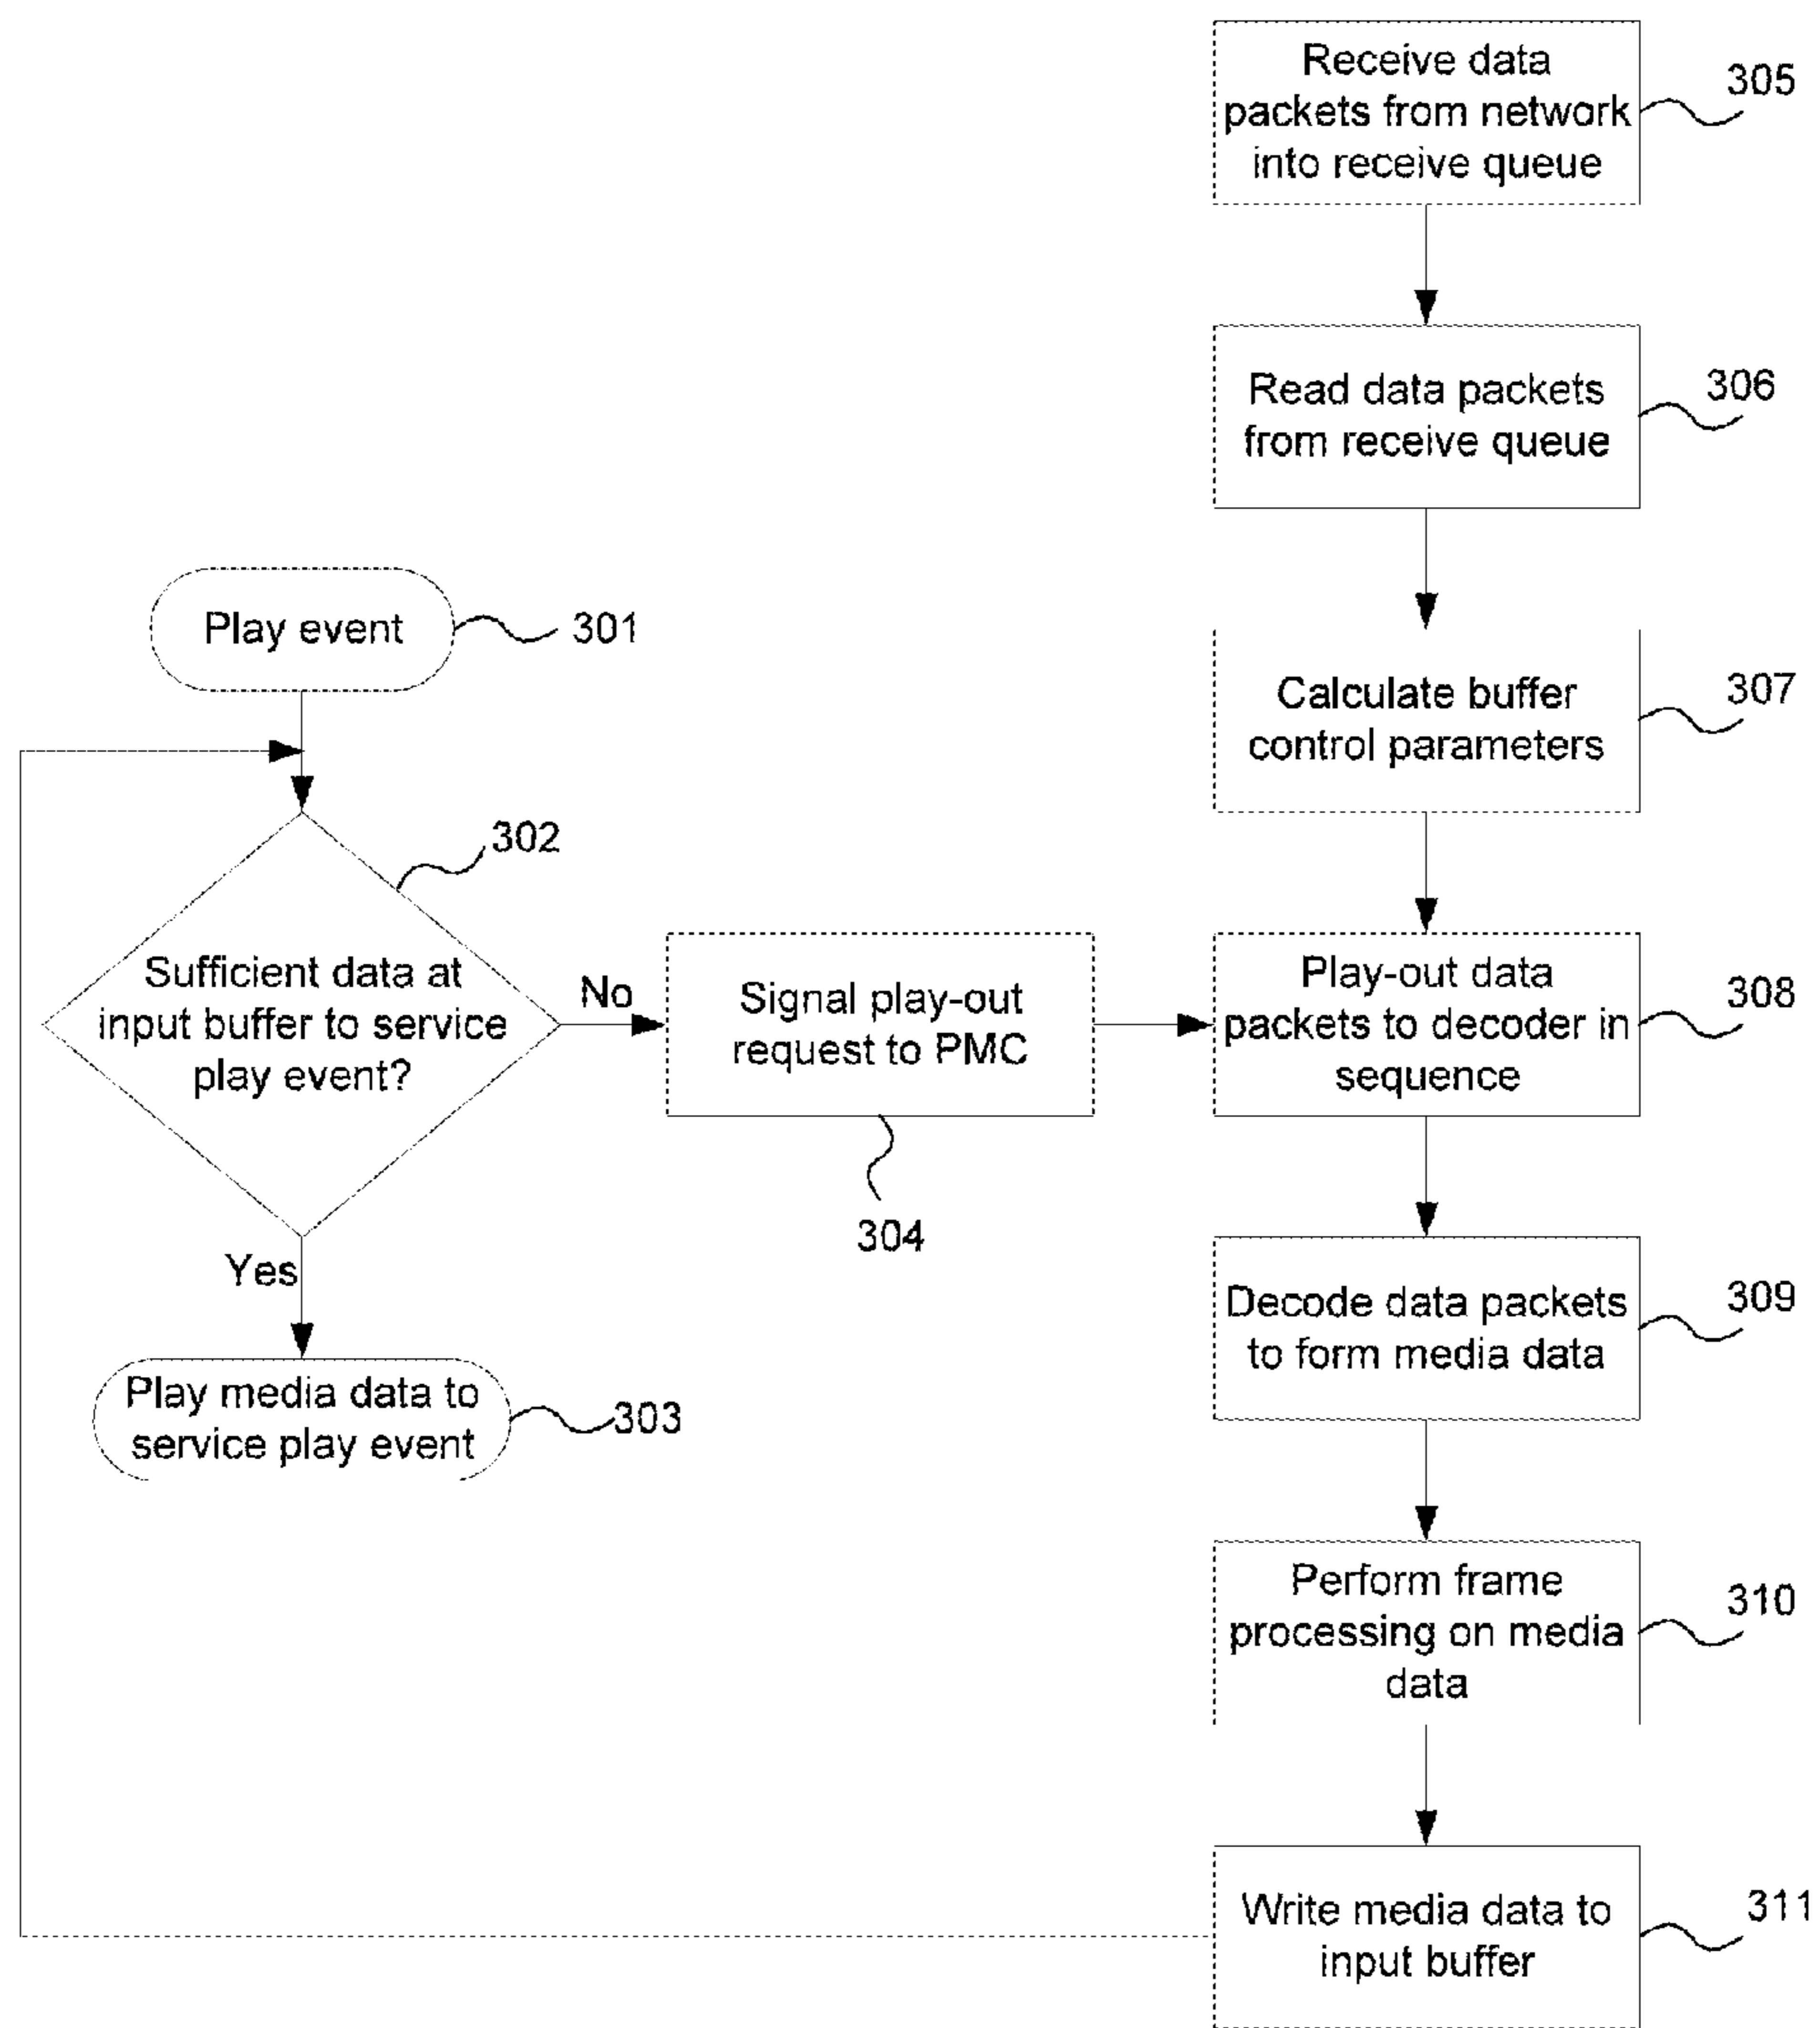 Receive data
packets from network
into receive queue
305
Read data packets
from receive queue
306
Play event
301
Calculate buffer
control parameters
307
302
Sufficient data at
input buffer to service
play event?
No
Signal play-out
request to PMC
304
Play-out data
packets to decoder in
sequence
308
Yes
Play media data to
service play event
303
Decode data packets
to form media data
309
Perform frame
processing on media
data
310
Write media data to
input buffer
311